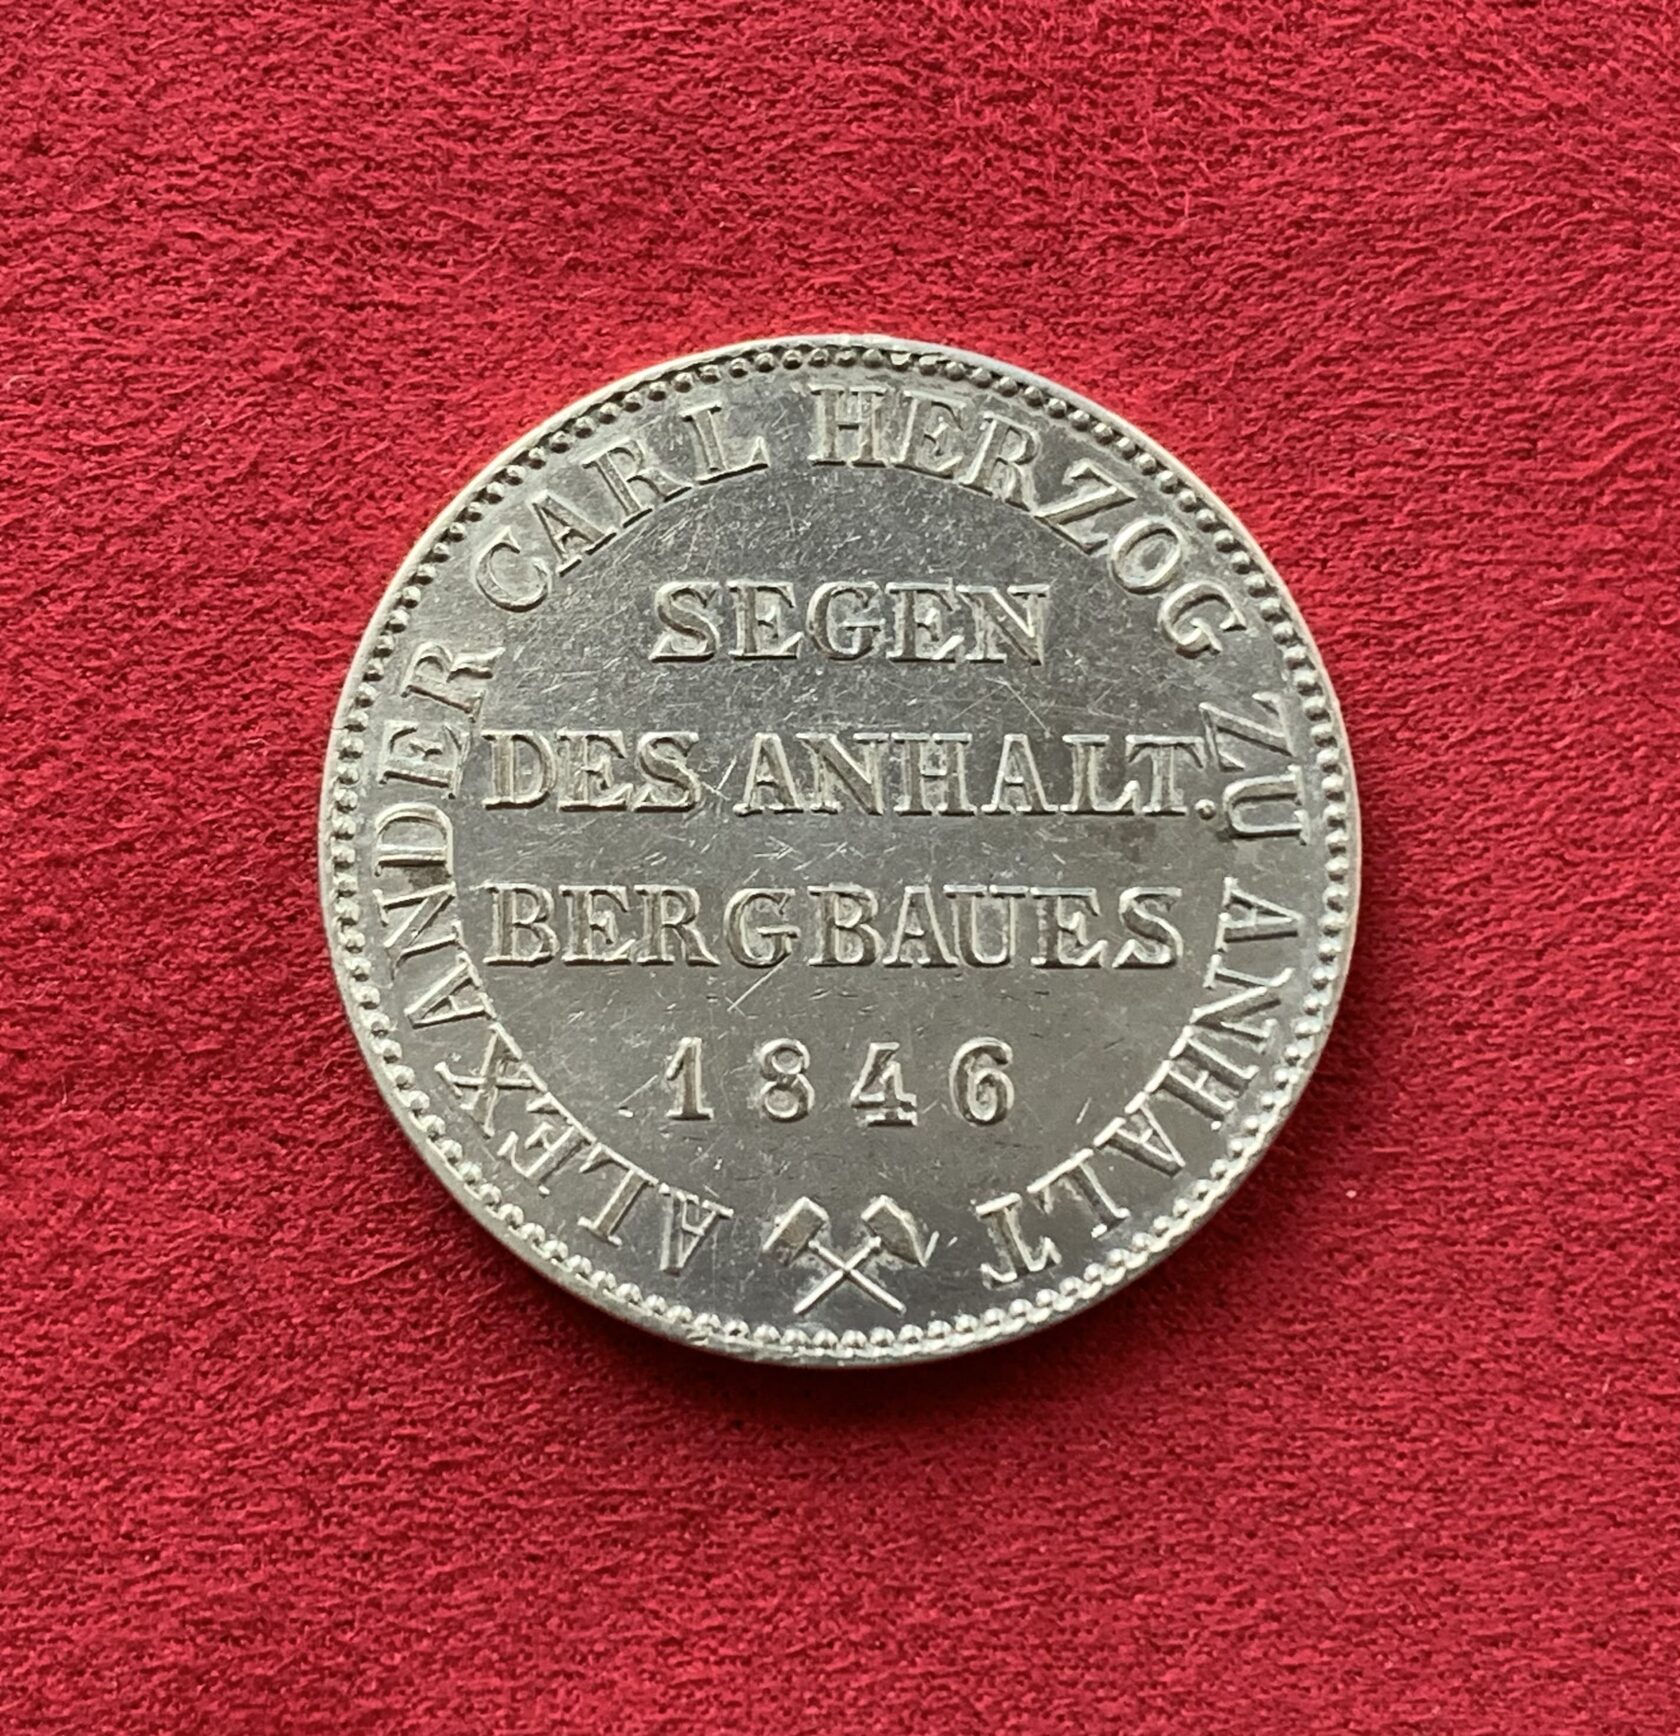 ALEXANDER CARL HERZOG ZU ANHALT
SEGEN
DES ANHALT.
BERGBAUES
1846